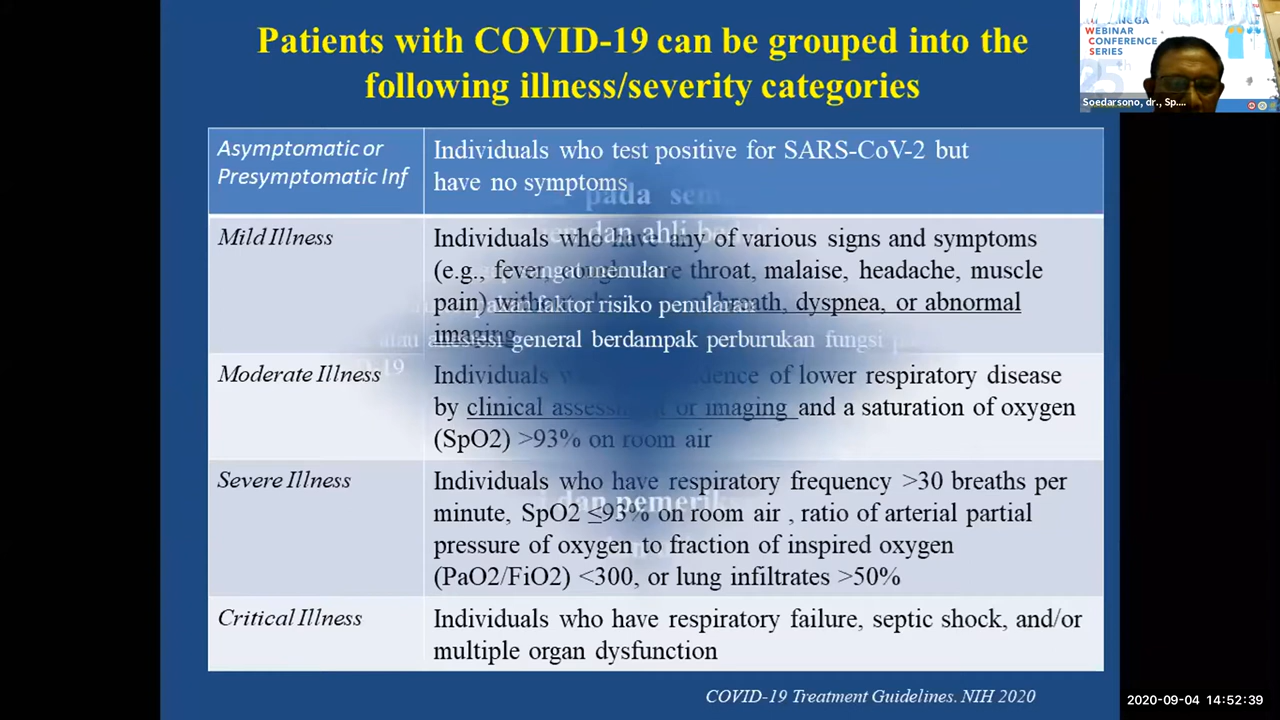 Patients with COVID-19 can be grouped into the
following illness/severity categories
WEBINAR
CONFERENCE
SERIES
Soedarsono, dr., Sp....
Asymptomatic or
Presymptomatic Inf
Individuals who test positive for SARS-CoV-2 but
have no symptoms
pada
Mild Illness
Individuals who have any of various signs and symptoms
dan ahli
(e.g., fever, throat, malaise, headache, muscle
sangat menular
pain) breath, dyspnea, or abnormal
faktor risiko penularan
imaging
anestesi general berdampak perburukan fungsi
Moderate Illness
Individuals of lower respiratory disease
by clinical assessment or imaging and a saturation of oxygen
(SpO2) >93% on room air
Severe Illness
Individuals who have respiratory frequency >30 breaths per
dan
minute, SpO2 ≤93% on room air , ratio of arterial partial
pressure of oxygen to fraction of inspired oxygen
(PaO2/FiO2) <300, or lung infiltrates >50%
Critical Illness
Individuals who have respiratory failure, septic shock, and/or
multiple organ dysfunction
COVID-19 Treatment Guidelines. NIH 2020
2020-09-04 14:52:39